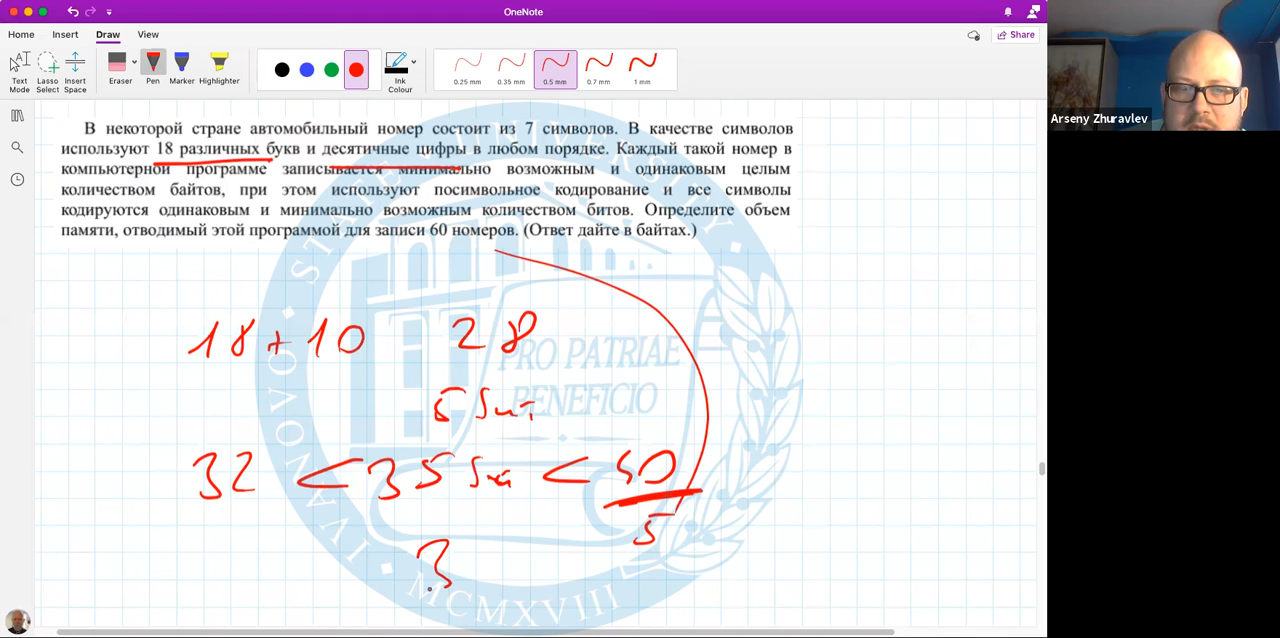 OneNote
Home Insert Draw View
Share
Text Mode
Lasso Select
Insert Space
Eraser
Pen
Marker
Highlighter
Ink Colour
0.25 mm
0.35 mm
0.5 mm
0.7 mm
1 mm
Arseny Zhuravlev
В некоторой стране автомобильный номер состоит из 7 символов. В качестве символов
используют 18 различных букв и десятичные цифры в любом порядке. Каждый такой номер в
компьютерной программе записывается минимально возможным и одинаковым целым
количеством байтов, при этом используют посимвольное кодирование и все символы
кодируются одинаковым и минимально возможным количеством битов. Определите объем
памяти, отводимый этой программой для записи 60 номеров. (Ответ дайте в байтах.)
18+10 28
5 бит
32 < 35 бит < 40
5
3
PRO PATRIAE
BENEFICIO
MCMXVIII